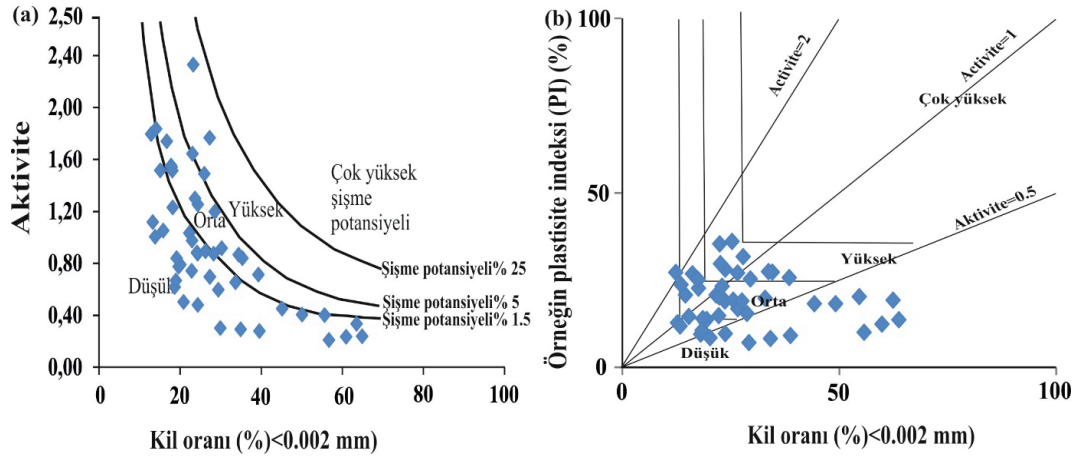 (a)
2,50
2,40
2,00
1,60
1,20
0,80
0,40
0,00
Aktivite
Orta
Yüksek
Düşük
Çok yüksek
şişme
potansiyeli
Şişme potansiyeli% 25
Şişme potansiyeli% 5
Şişme potansiyeli% 1.5
0 20 40 60 80 100
Kil oranı (%)<0.002 mm)
(b)
100
50
0
Örneğin plastisite indeksi (PI) (%)
Activite=2
Activite=1
Çok yüksek
Aktivite=0.5
Yüksek
Orta
Düşük
0 50 100
Kil oranı (%)<0.002 mm)